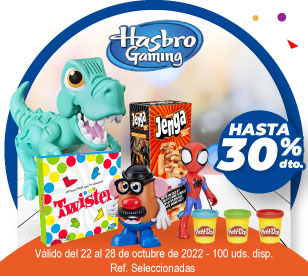 Hasbro
Gaming
HASTA
30%
dto.
Jenga
Jenga
Twister
Play-Doh
Play-Doh
Play-Doh
Válido del 22 al 28 de octubre de 2022 - 100 uds. disp.
Ref. Seleccionadas